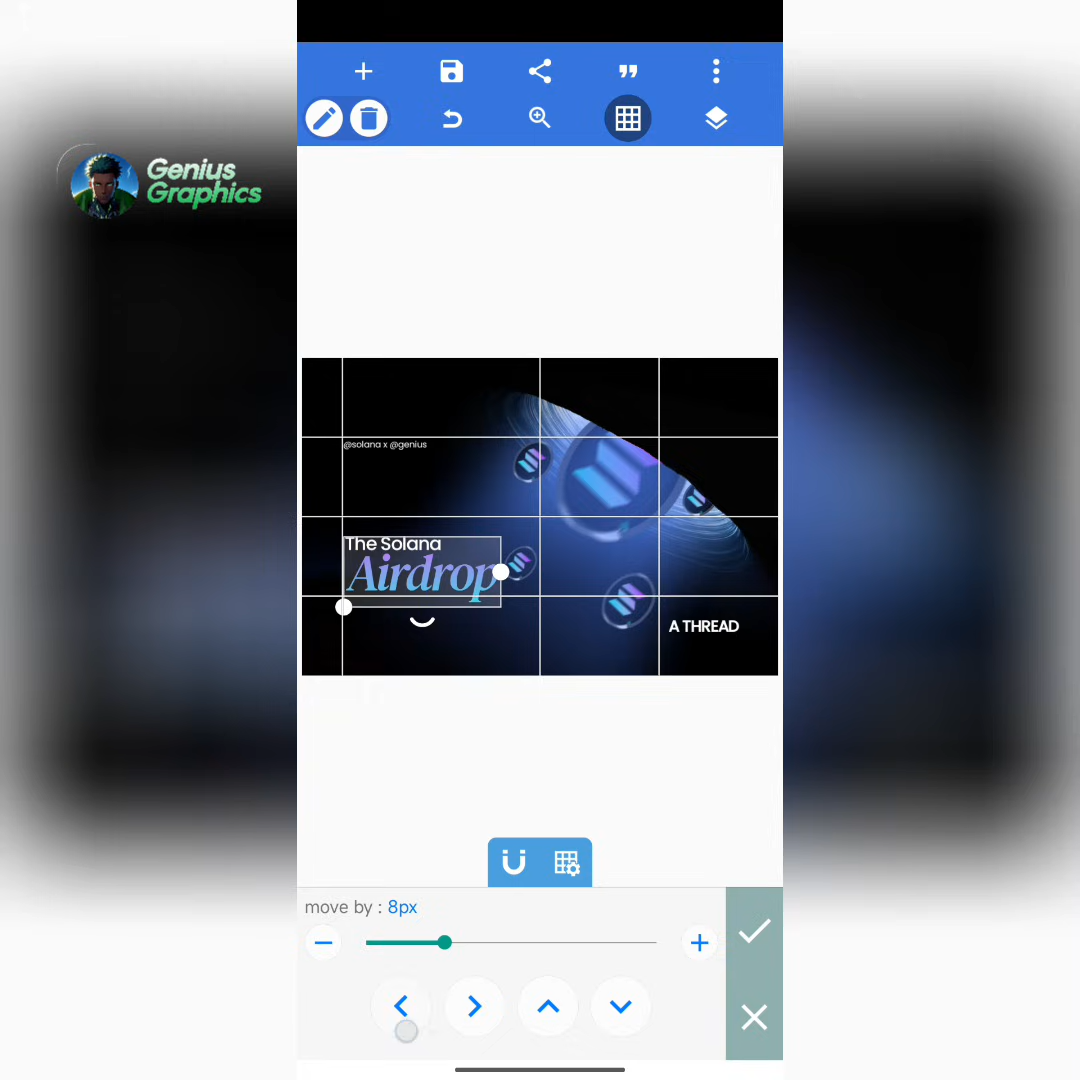 Genius
Graphics
@solana x @genius
The Solana
Airdrop
A THREAD
move by : 8px